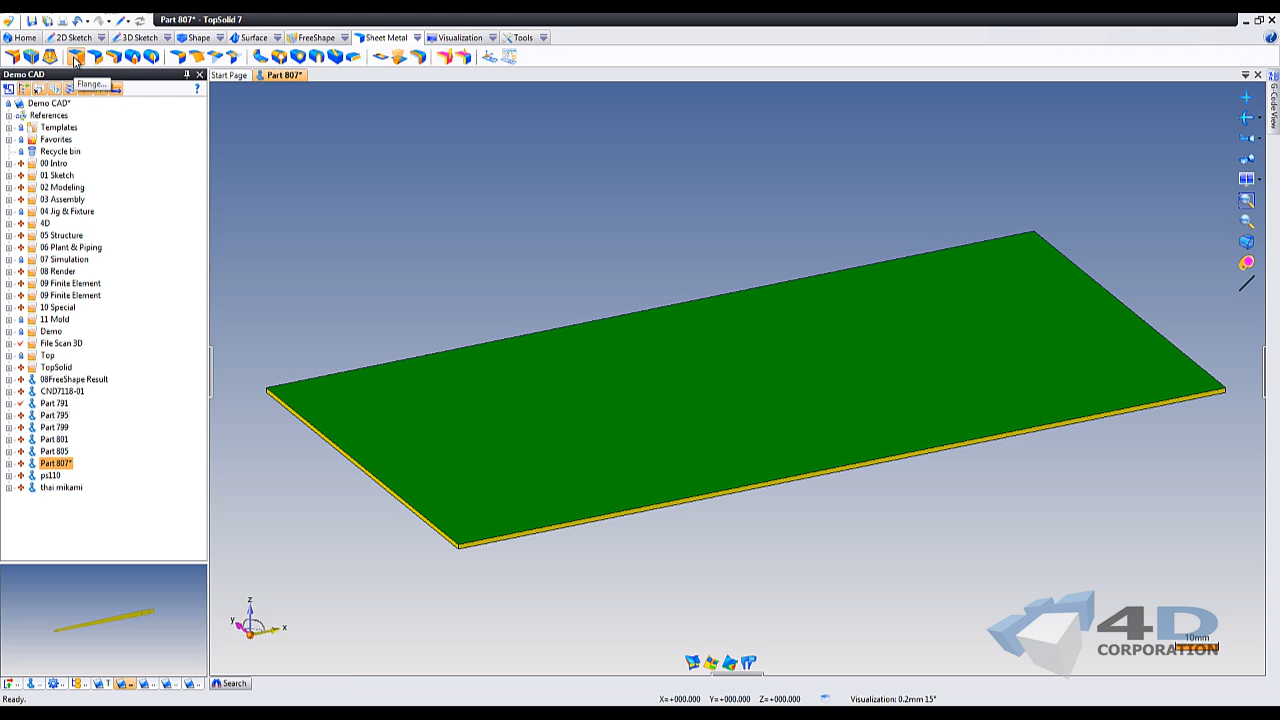 Part 807* - TopSolid 7
Home 2D Sketch 3D Sketch Shape Surface FreeShape Sheet Metal Visualization Tools
Demo CAD
Start Page Part 807*
Flange...
Demo CAD*
References
Templates
Favorites
Recycle bin
00 Intro
01 Sketch
02 Modeling
03 Assembly
04 Jig & Fixture
4D
05 Structure
06 Plant & Piping
07 Simulation
08 Render
09 Finite Element
09 Finite Element
10 Special
11 Mold
Demo
File Scan 3D
Top
TopSolid
08FreeShape Result
CND7118-01
Part 791
Part 795
Part 799
Part 801
Part 805
Part 807*
ps110
thai mikami
G-Code View
z
y
x
4D
CORPORATION
10mm
T
Search
Ready.
X=+000.000 Y=+000.000 Z=+000.000 Visualization: 0.2mm 15°